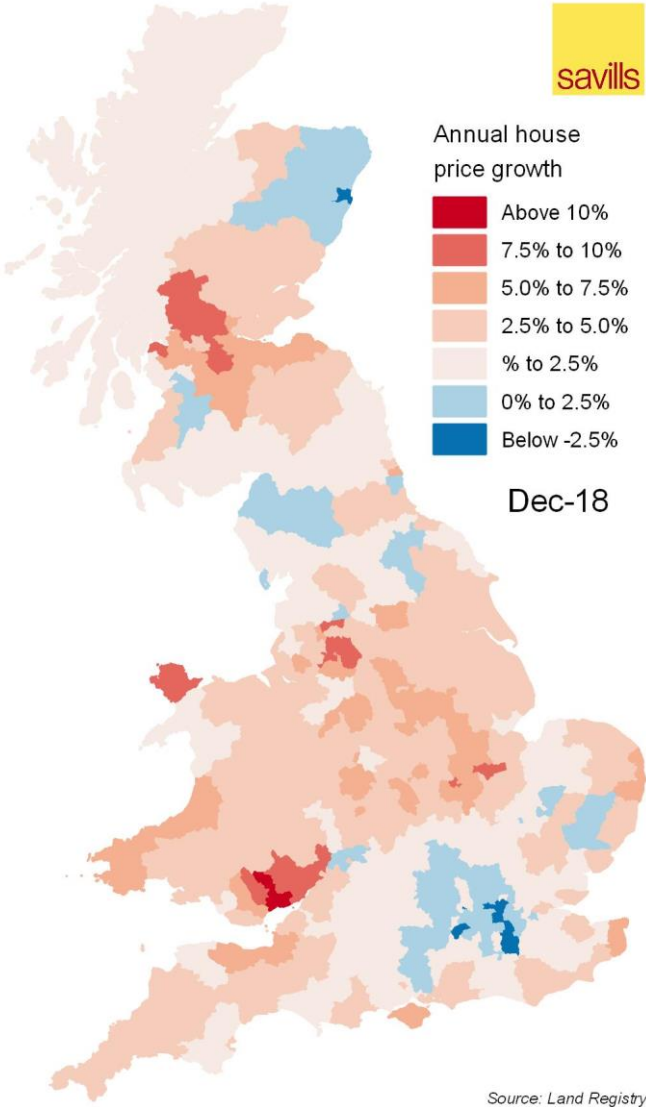 savills
Annual house
price growth
Above 10%
7.5% to 10%
5.0% to 7.5%
2.5% to 5.0%
% to 2.5%
0% to 2.5%
Below -2.5%
Dec-18
Source: Land Registry